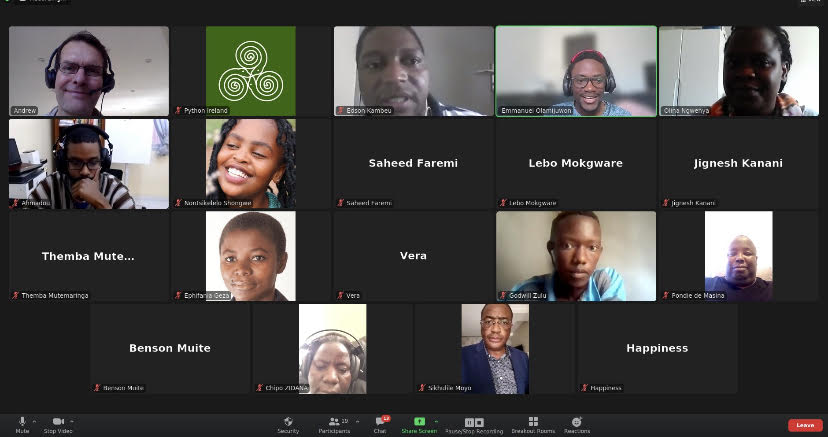 Andrew
Python Ireland
Edson Kambeu
Emmanuel Olamijuwon
Olina Ngwenya
Saheed Faremi
Lebo Mokgware
Jignesh Kanani
Ahmadou
Nontsikelelo Shongwe
Saheed Faremi
Lebo Mokgware
Jignesh Kanani
Themba Mute...
Vera
Themba Mutemaringa
Ephifania Geza
Vera
Godwill Zulu
Pondie de Masina
Benson Muite
Happiness
Benson Muite
Chipo ZIDANA
Sikhulile Moyo
Happiness
Mute
Stop Video
Security
Participants
19
Chat
Share Screen
Pause/Stop Recording
Breakout Rooms
Reactions
Leave